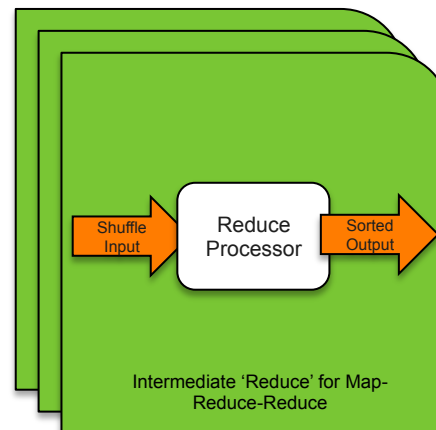 Shuffle
Input
Reduce
Processor
Sorted
Output
Intermediate ‘Reduce’ for Map-
Reduce-Reduce